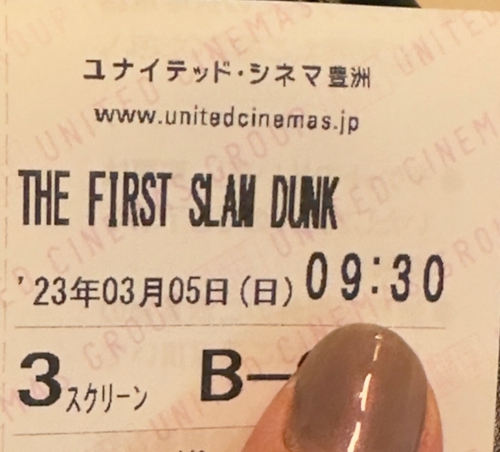 ユナイテッド・シネマ豊洲
www.unitedcinemas.jp
THE FIRST SLAM DUNK
'23年03月05日(日) 09:30
3スクリーン B-